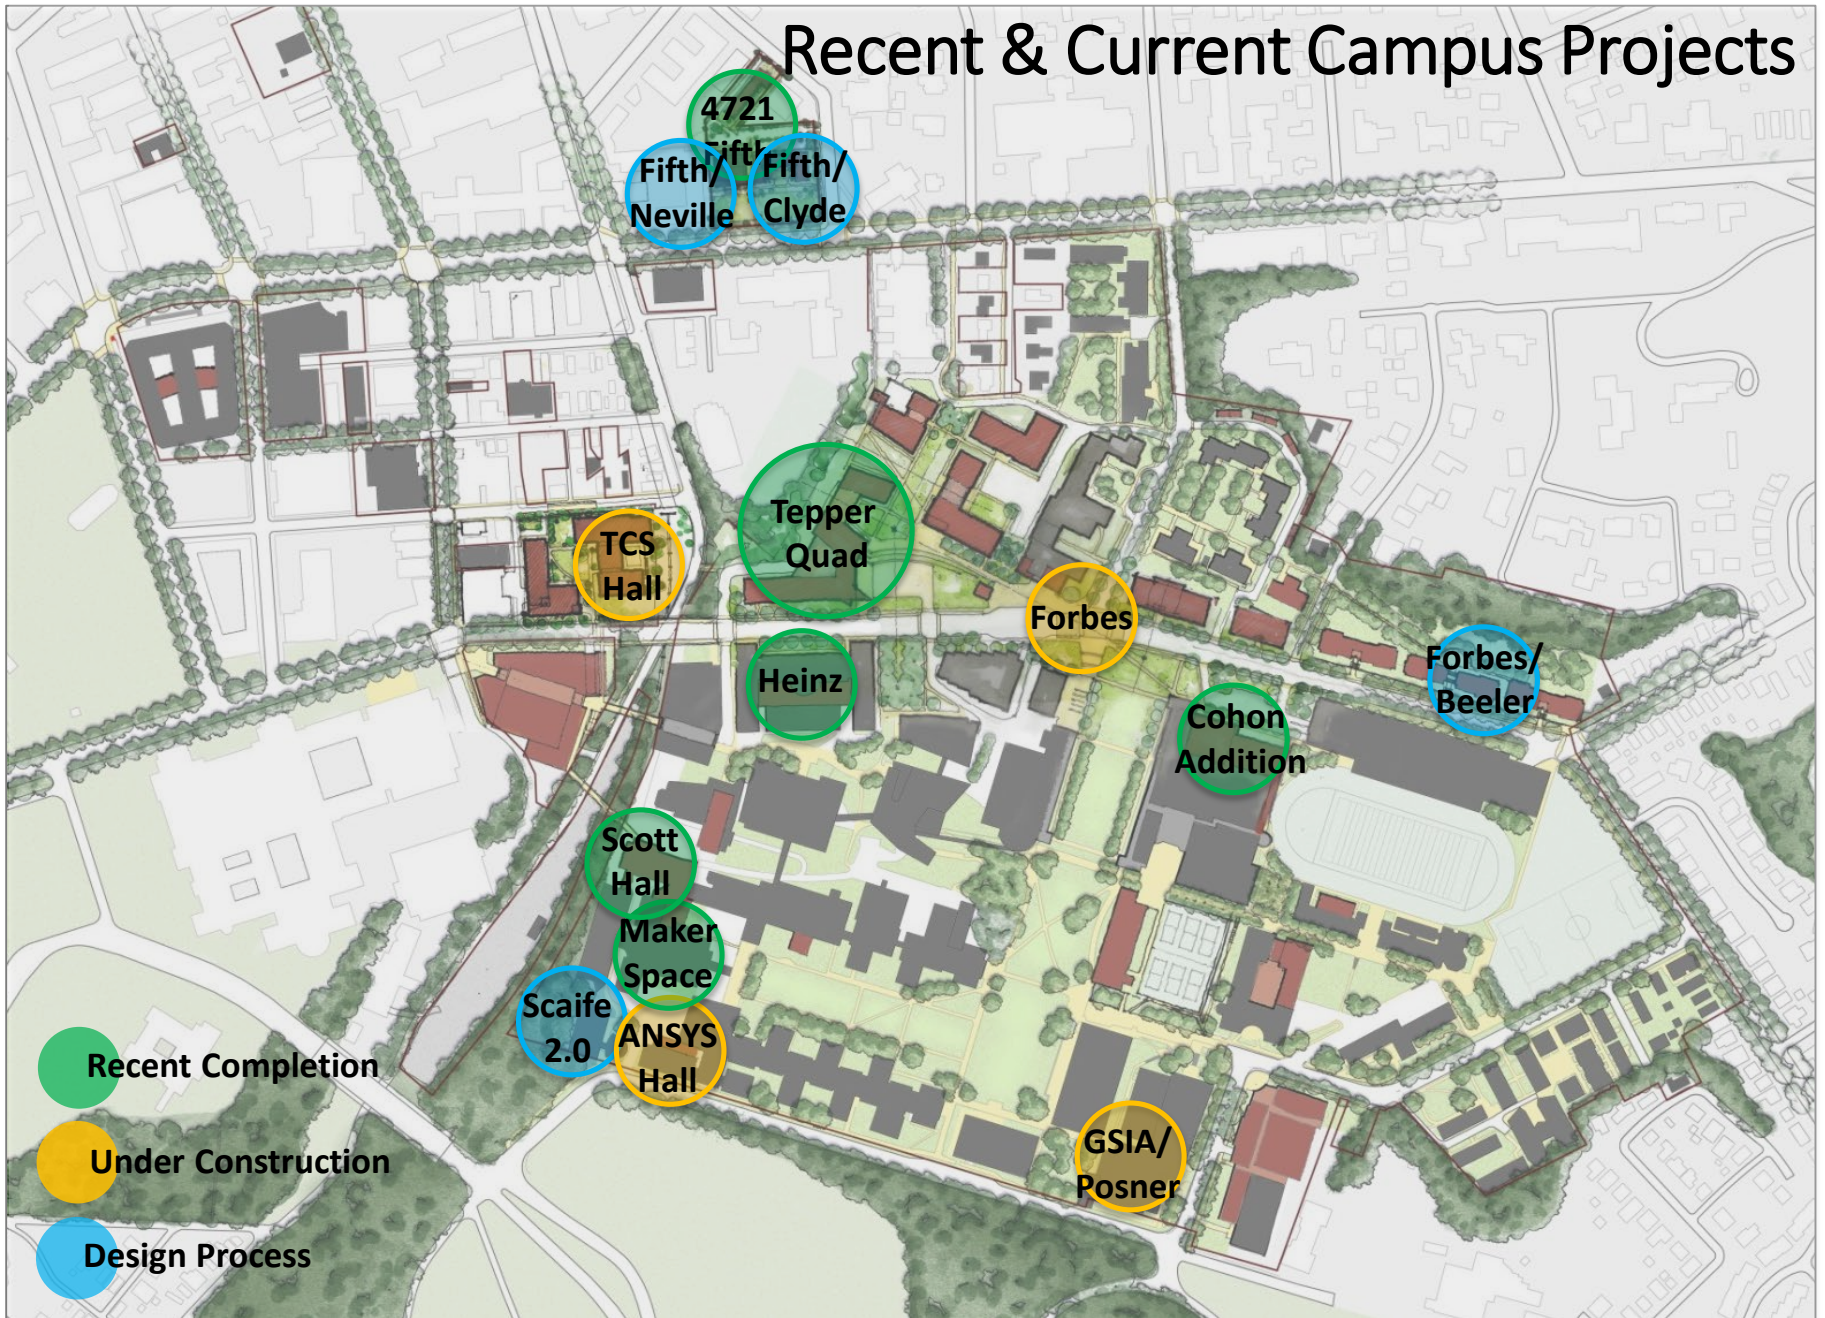 Recent & Current Campus Projects
4721
Fifth
Fifth/
Neville
Fifth/
Clyde
TCS
Hall
Tepper
Quad
Forbes
Heinz
Forbes/
Beeler
Cohon
Addition
Scott
Hall
Maker
Space
Scaife
2.0
ANSYS
Hall
GSIA/
Posner
Recent Completion
Under Construction
Design Process